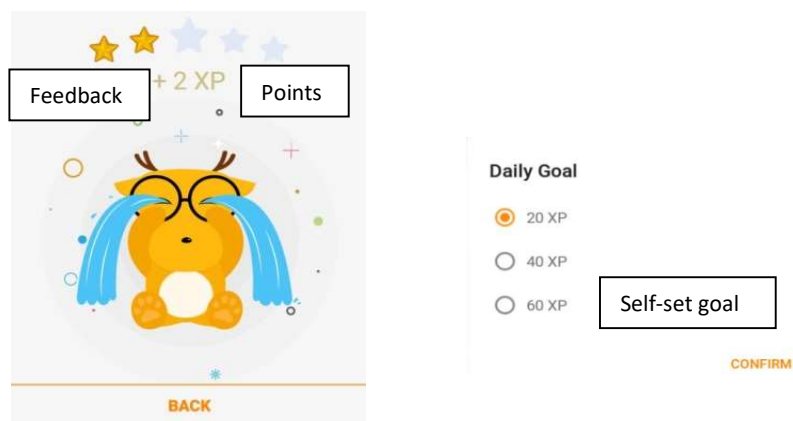 + 2 XP
Feedback
Points
BACK
Daily Goal
20 XP
40 XP
60 XP
Self-set goal
CONFIRM